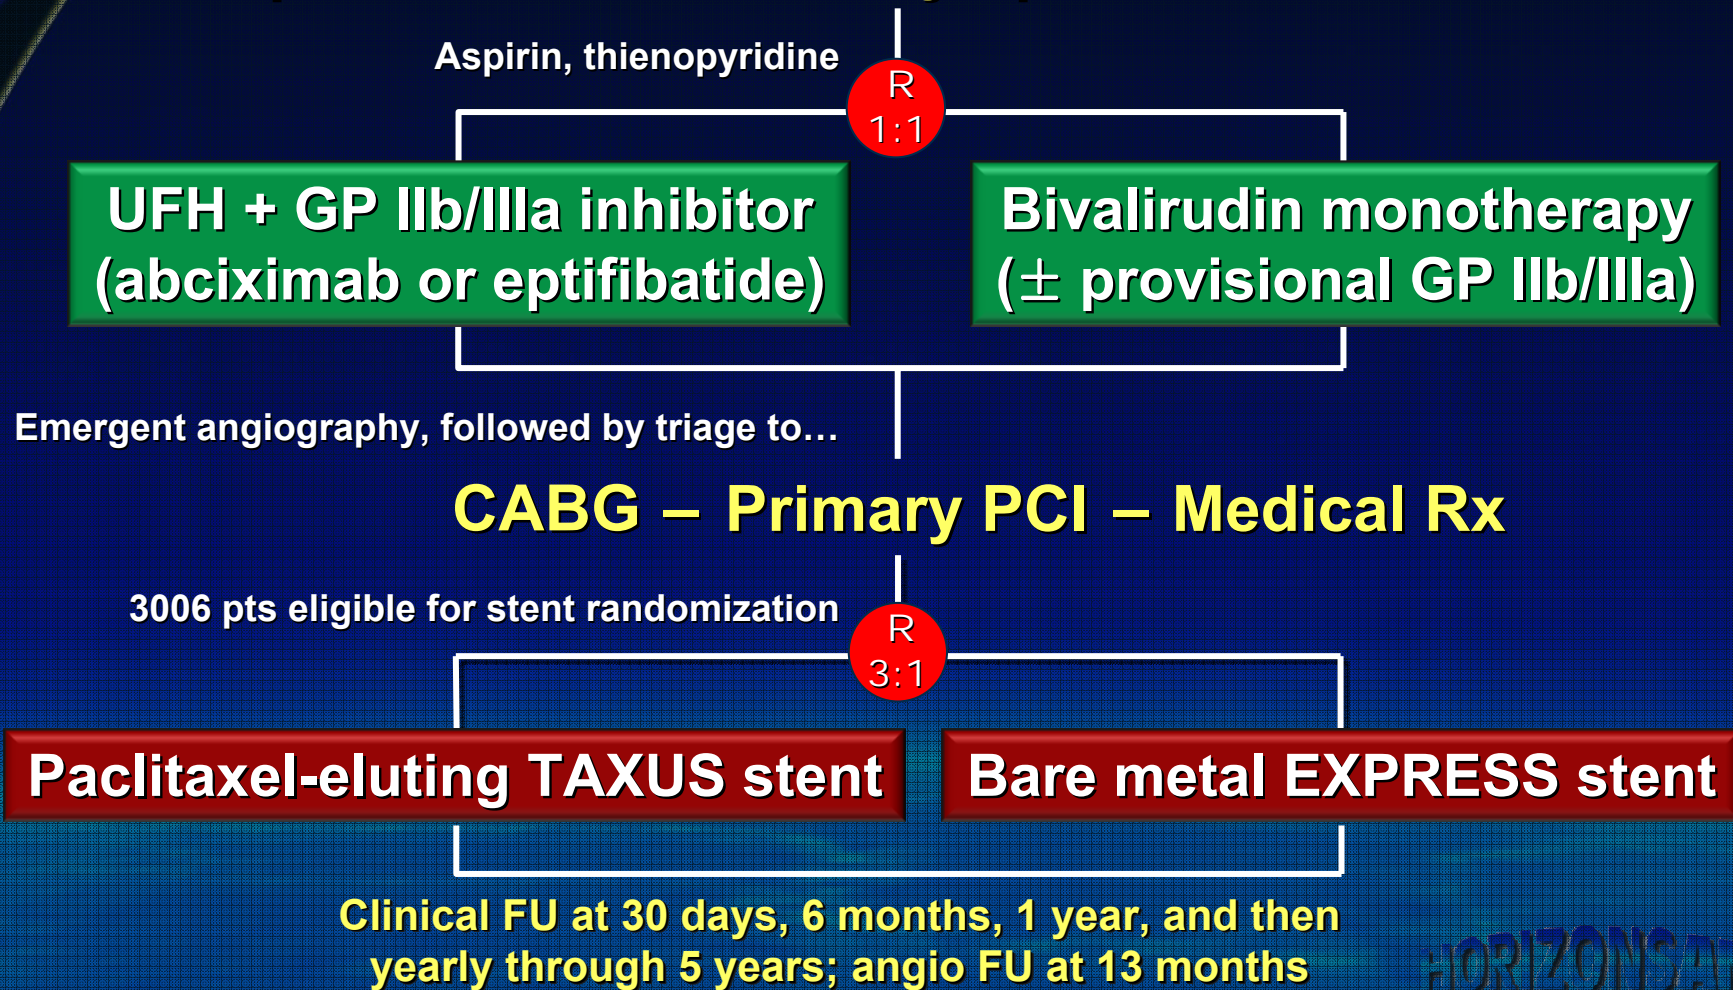 Aspirin, thienopyridine
R
1:1
UFH + GP IIb/IIIa inhibitor
(abciximab or eptifibatide)
Bivalirudin monotherapy
(± provisional GP IIb/IIIa)
Emergent angiography, followed by triage to…
CABG – Primary PCI – Medical Rx
3006 pts eligible for stent randomization
R
3:1
Paclitaxel-eluting TAXUS stent
Bare metal EXPRESS stent
Clinical FU at 30 days, 6 months, 1 year, and then
yearly through 5 years; angio FU at 13 months
HORIZONS